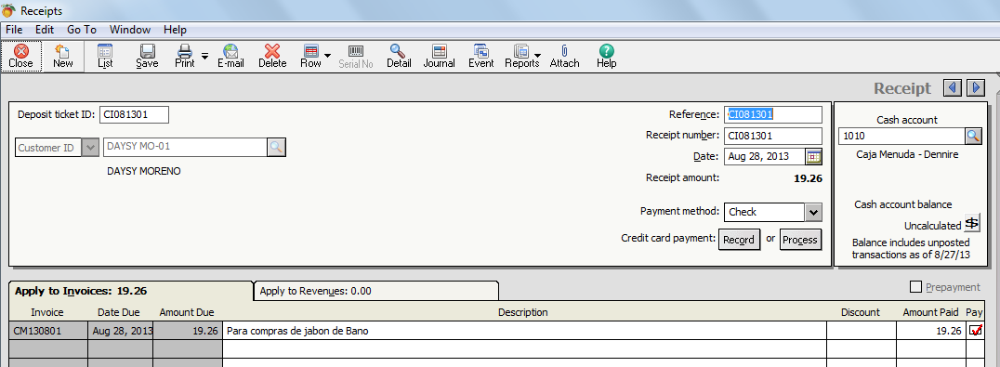 Receipts
File Edit Go To Window Help
Close New List Save Print E-mail Delete Row Serial No Detail Journal Event Reports Attach Help
Receipt
Deposit ticket ID: CI081301
Customer ID DAYSY MO-01
DAYSY MORENO
Reference: CI081301
Receipt number: CI081301
Date: Aug 28, 2013
Receipt amount: 19.26
Payment method: Check
Credit card payment: Record or Process
Cash account
1010
Caja Menuda - Dennire
Cash account balance
Uncalculated $
Balance includes unposted
transactions as of 8/27/13
Apply to Invoices: 19.26 Apply to Revenues: 0.00 Prepayment
Invoice Date Due Amount Due Description Discount Amount Paid Pay
CM130801 Aug 28, 2013 19.26 Para compras de jabon de Bano 19.26